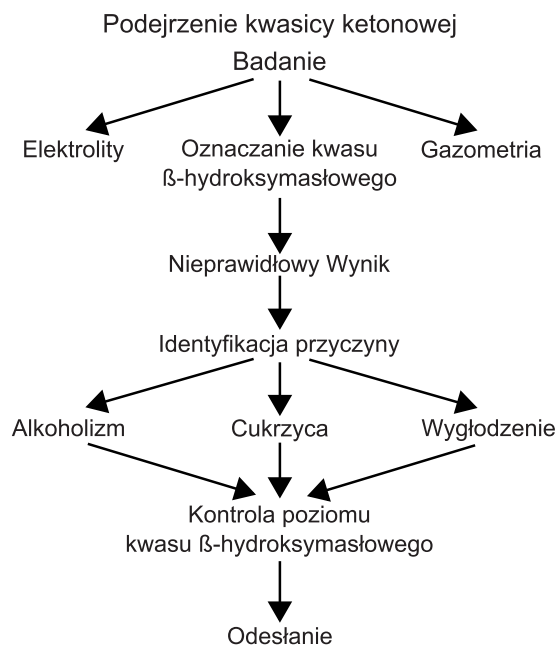 Podejrzenie kwasicy ketonowej
Badanie
Elektrolity
Oznaczanie kwasu
ß-hydroksymasłowego
Gazometria
Nieprawidłowy Wynik
Identyfikacja przyczyny
Alkoholizm
Cukrzyca
Wygłodzenie
Kontrola poziomu
kwasu ß-hydroksymasłowego
Odesłanie